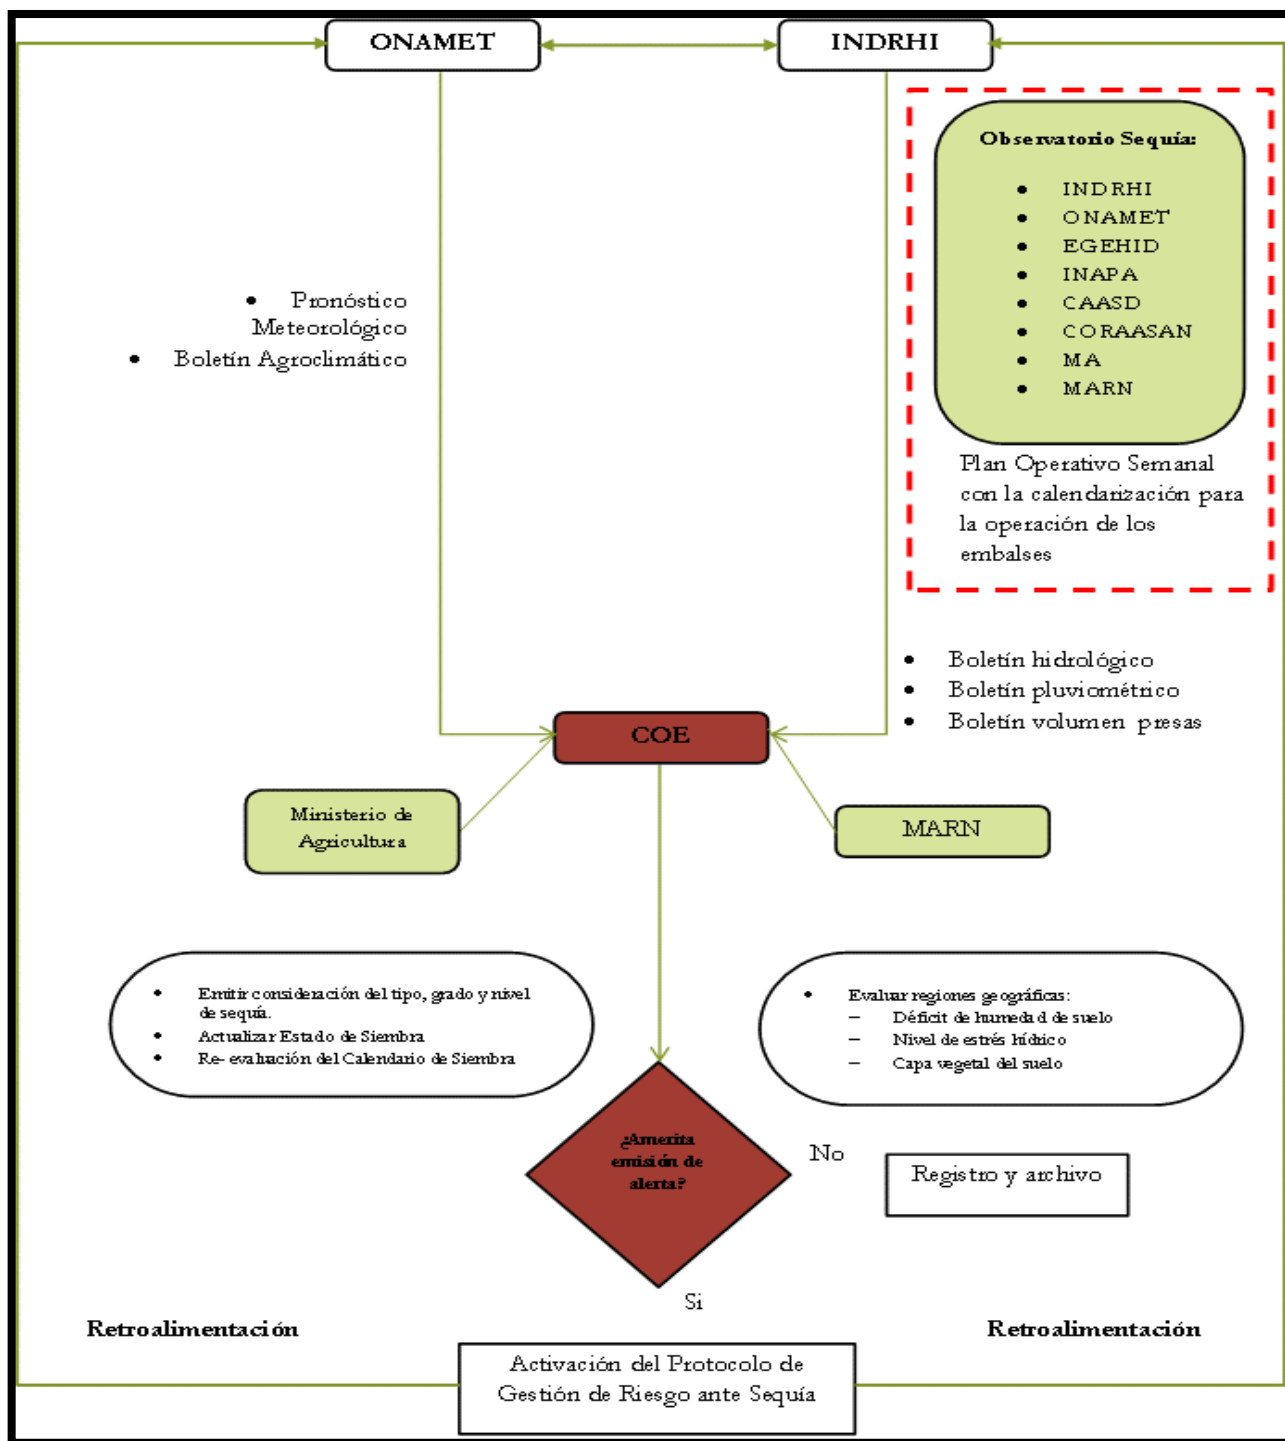 ONAMET
INDRHI
Observatorio Sequía:
• INDRHI
• ONAMET
• EGEHID
• INAPA
• CAASD
• CORAASAN
• MA
• MARN
Plan Operativo Semanal
con la calendarización para
la operación de los
embalses
• Pronóstico
Meteorológico
• Boletín Agroclimático
• Boletín hidrológico
• Boletín pluviométrico
• Boletín volumen presas
COE
Ministerio de
Agricultura
MARN
• Emitir consideración del tipo, grado y nivel
de sequía.
• Actualizar Estado de Siembra
• Re- evaluación del Calendario de Siembra
• Evaluar regiones geográficas:
– Déficit de humedad de suelo
– Nivel de estrés hídrico
– Capa vegetal del suelo
¿Amerita
emisión de
alerta?
No
Registro y archivo
Si
Retroalimentación
Retroalimentación
Activación del Protocolo de
Gestión de Riesgo ante Sequía